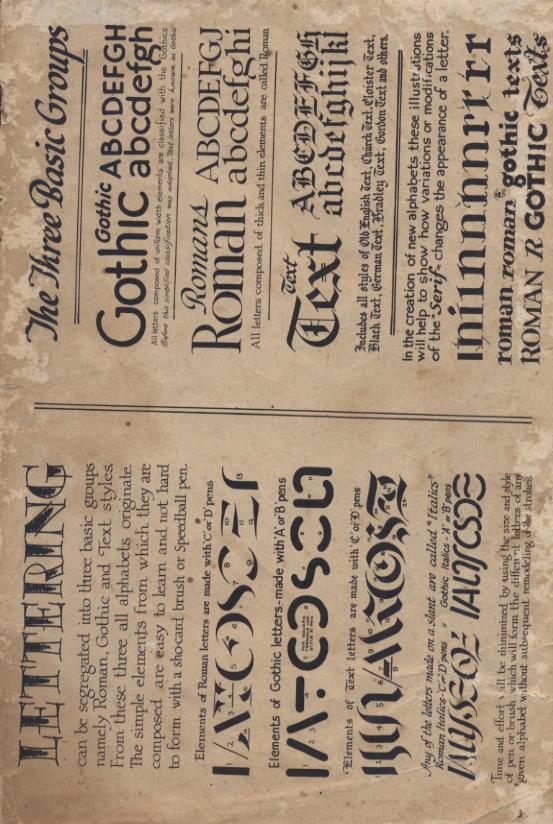 LETTERING
can be segregated into three basic groups
namely Roman, Gothic and Text styles.
From these three all alphabets originate.
The simple elements from which they are
composed are easy to learn and not hard
to form with a sho-card brush or Speedball pen.
Elements of Roman letters are made with 'C' or 'D' pens
Elements of Gothic letters-made with 'A' or 'B' pens
Elements of Text letters are made with 'C' or 'D' pens
Any of the letters made on a slant are called "Italics"
Roman Italics-'C'or'D' pens " Gothic Italics-'A' or 'B' pens
Time and effort will be minimized by using the size and style
of pen or brush, which will form the different letters of any
given alphabet without subsequent remodeling of the strokes
3
The Three Basic Groups
Gothic ABCDEFGH
Gothic abcdefgh
All letters composed of uniform width elements are classified with the Gothics
Before this simplified classification was adopted, these letters were known as Gothic
Romans ABCDEFGJ
Roman abcdefghi
All letters composed of thick and thin elements are called Roman
Text ABCDEFGH
Text abcdefghijkl
Includes all styles of Old English Text, Church Text, Cloister Text,
Black Text, German Text, Bradley Text, Gordon Text and others.
In the creation of new alphabets these illustrations
will help to show how variations or modifications
of the "Serif" changes the appearance of a letter.
roman roman gothic texts
ROMAN R GOTHIC Texts